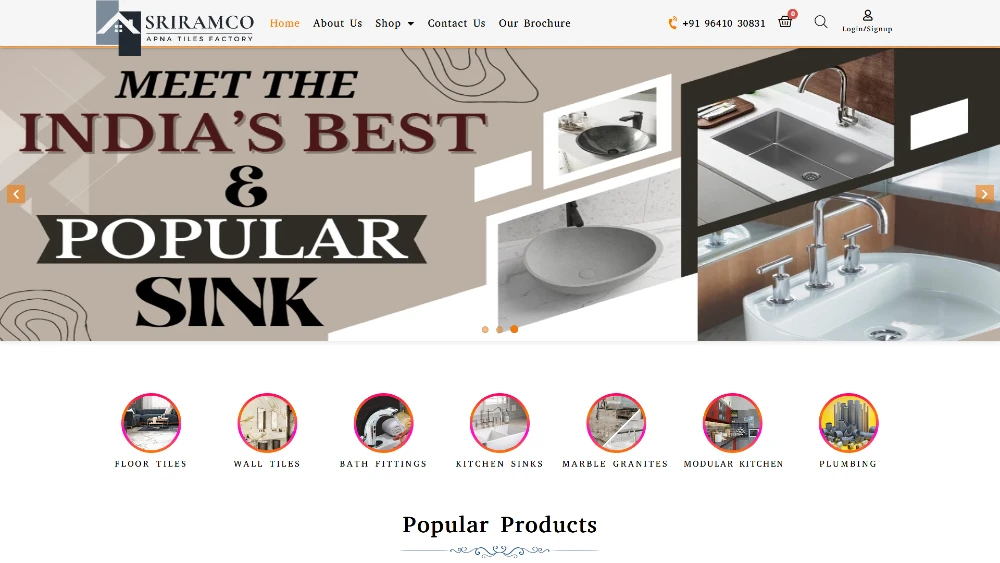 SRIRAMCO
APNA TILES FACTORY
Home About Us Shop Contact Us Our Brochure
+91 96410 30831
0
Login/Signup
MEET THE
INDIA'S BEST
&
POPULAR
SINK
FLOOR TILES
WALL TILES
BATH FITTINGS
KITCHEN SINKS
MARBLE GRANITES
MODULAR KITCHEN
PLUMBING
Popular Products